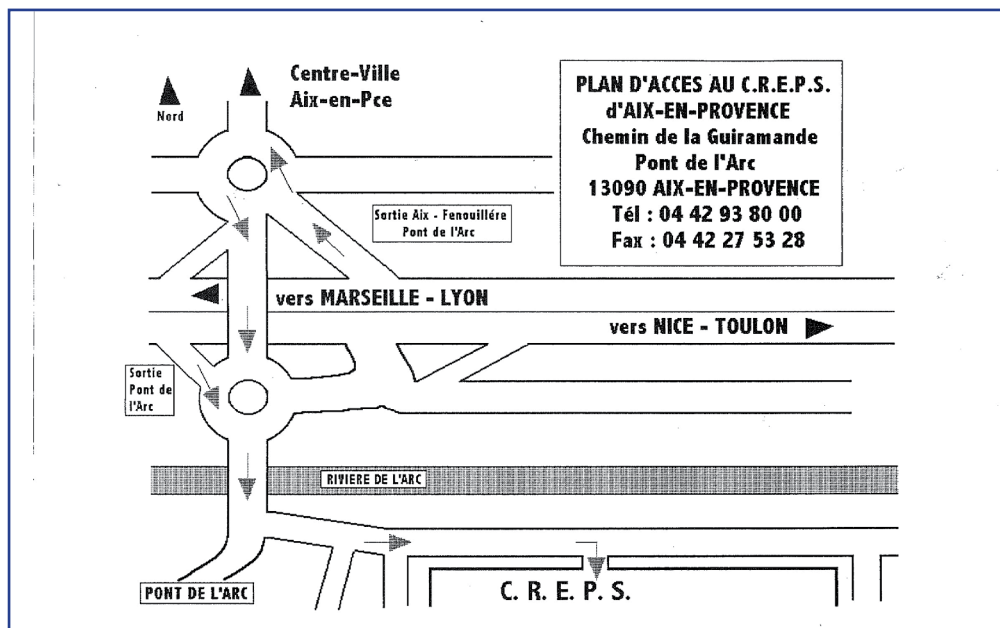 Nord
Centre-Ville
Aix-en-Pce
PLAN D'ACCES AU C.R.E.P.S.
d'AIX-EN-PROVENCE
Chemin de la Guiramande
Pont de l'Arc
13090 AIX-EN-PROVENCE
Tél : 04 42 93 80 00
Fax : 04 42 27 53 28
Sortie Aix - Fenouillére
Pont de l'Arc
vers MARSEILLE - LYON
vers NICE - TOULON
Sortie
Pont de
l'Arc
RIVIERE DE L'ARC
PONT DE L'ARC
C. R. E. P. S.